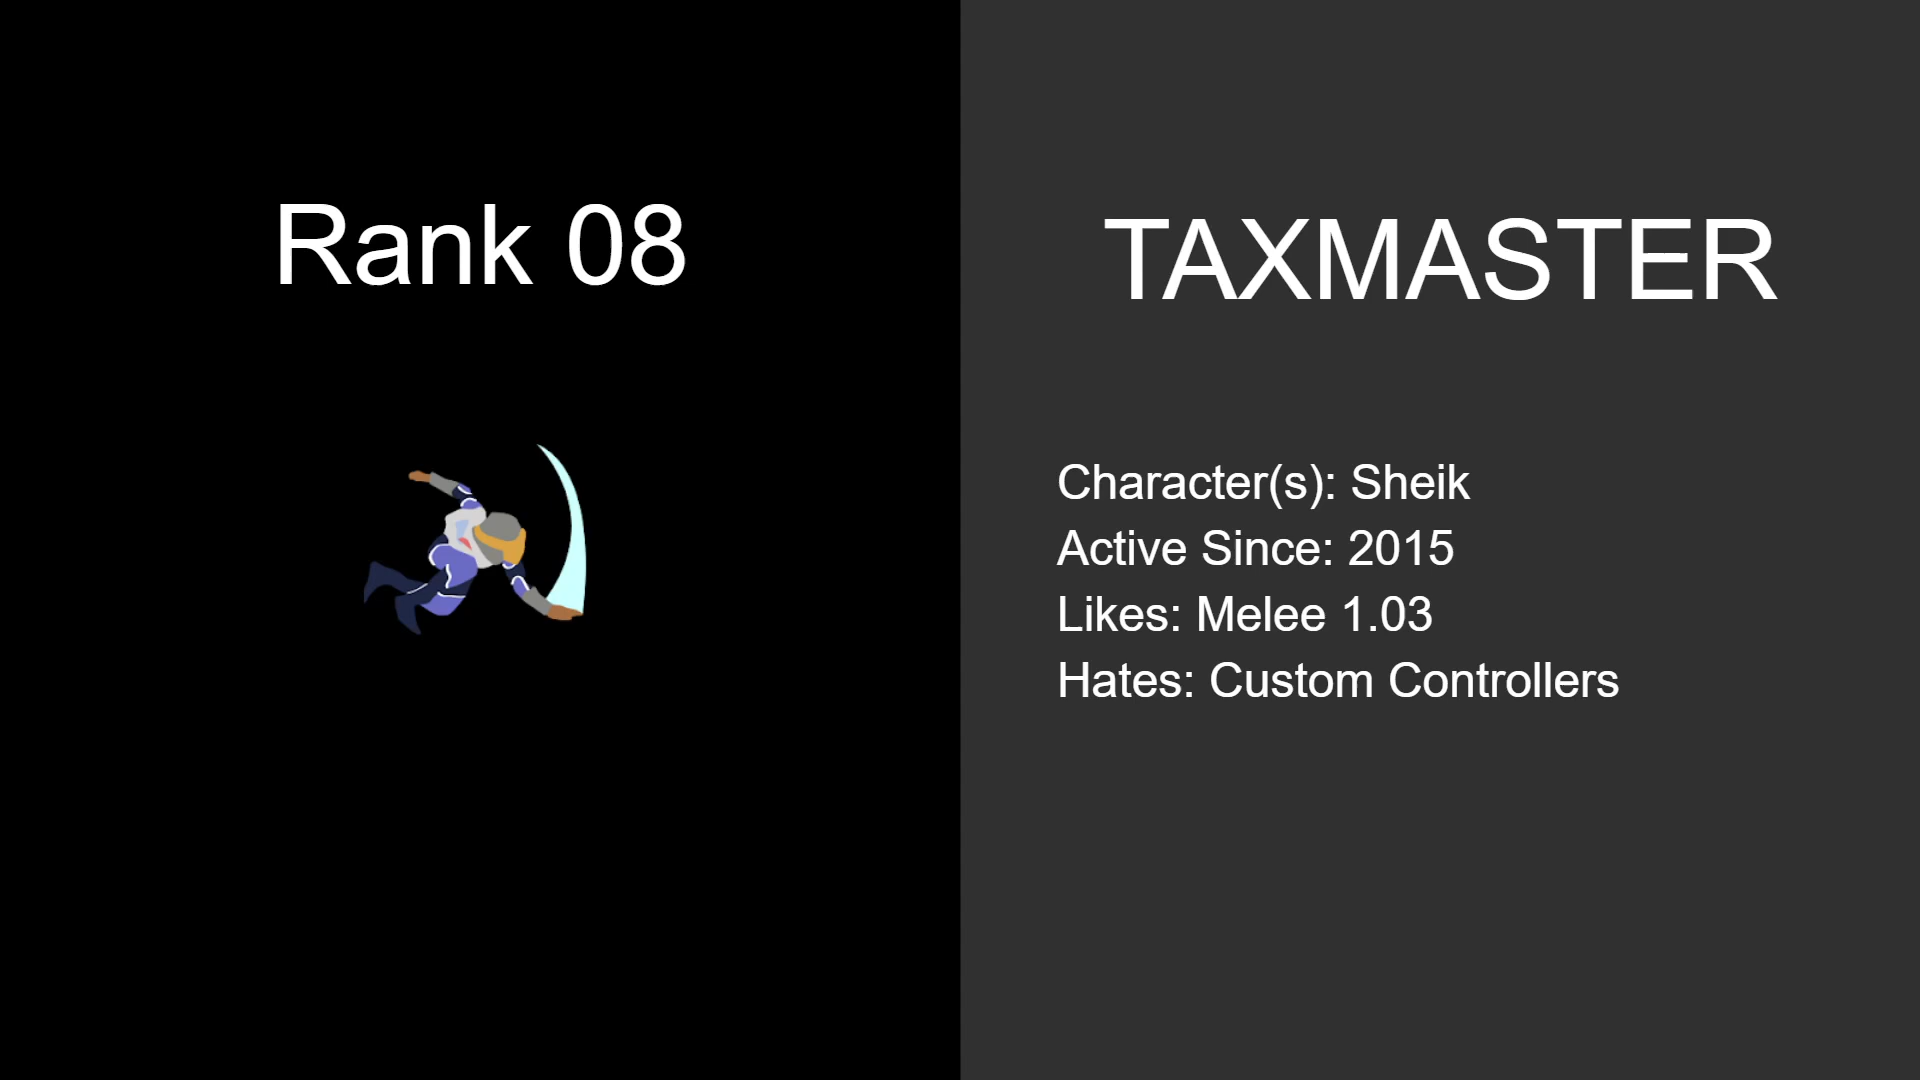 Rank 08
TAXMASTER
Character(s): Sheik
Active Since: 2015
Likes: Melee 1.03
Hates: Custom Controllers